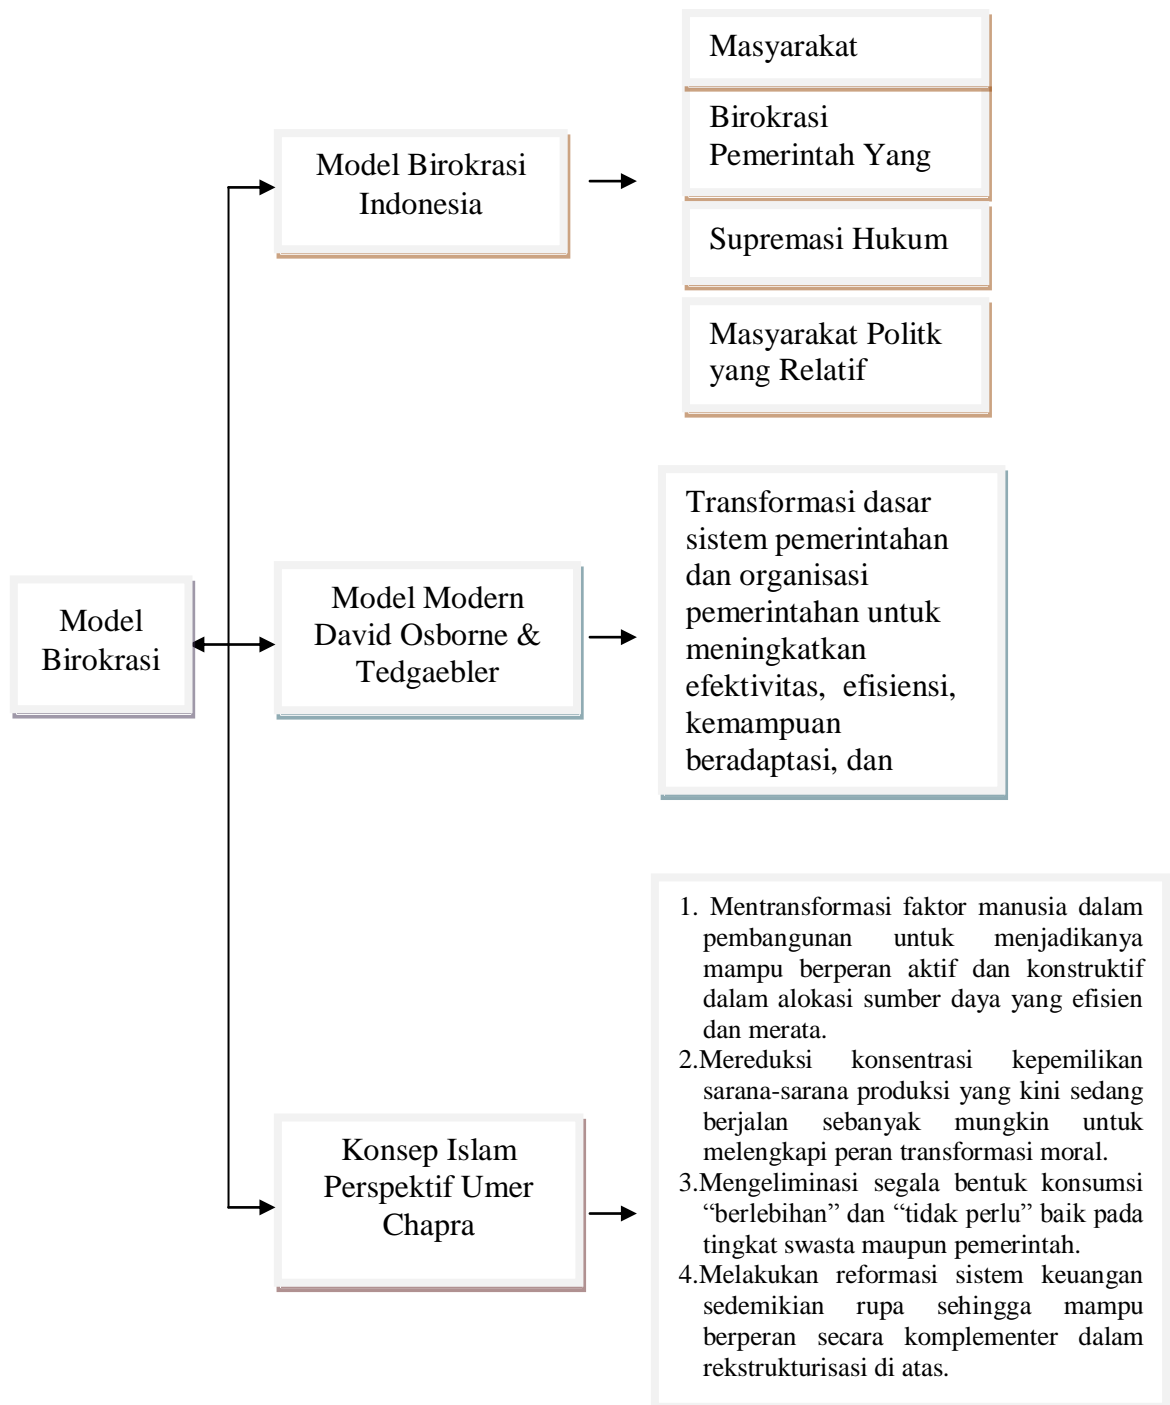 Model
Birokrasi
Model Birokrasi
Indonesia
Masyarakat
Birokrasi
Pemerintah Yang
Supremasi Hukum
Masyarakat Politk
yang Relatif
Model Modern
David Osborne &
Tedgaebler
Transformasi dasar
sistem pemerintahan
dan organisasi
pemerintahan untuk
meningkatkan
efektivitas, efisiensi,
kemampuan
beradaptasi, dan
Konsep Islam
Perspektif Umer
Chapra
1. Mentransformasi faktor manusia dalam
pembangunan untuk menjadikanya
mampu berperan aktif dan konstruktif
dalam alokasi sumber daya yang efisien
dan merata.
2.Mereduksi konsentrasi kepemilikan
sarana-sarana produksi yang kini sedang
berjalan sebanyak mungkin untuk
melengkapi peran transformasi moral.
3.Mengeliminasi segala bentuk konsumsi
“berlebihan” dan “tidak perlu” baik pada
tingkat swasta maupun pemerintah.
4.Melakukan reformasi sistem keuangan
sedemikian rupa sehingga mampu
berperan secara komplementer dalam
rekstrukturisasi di atas.